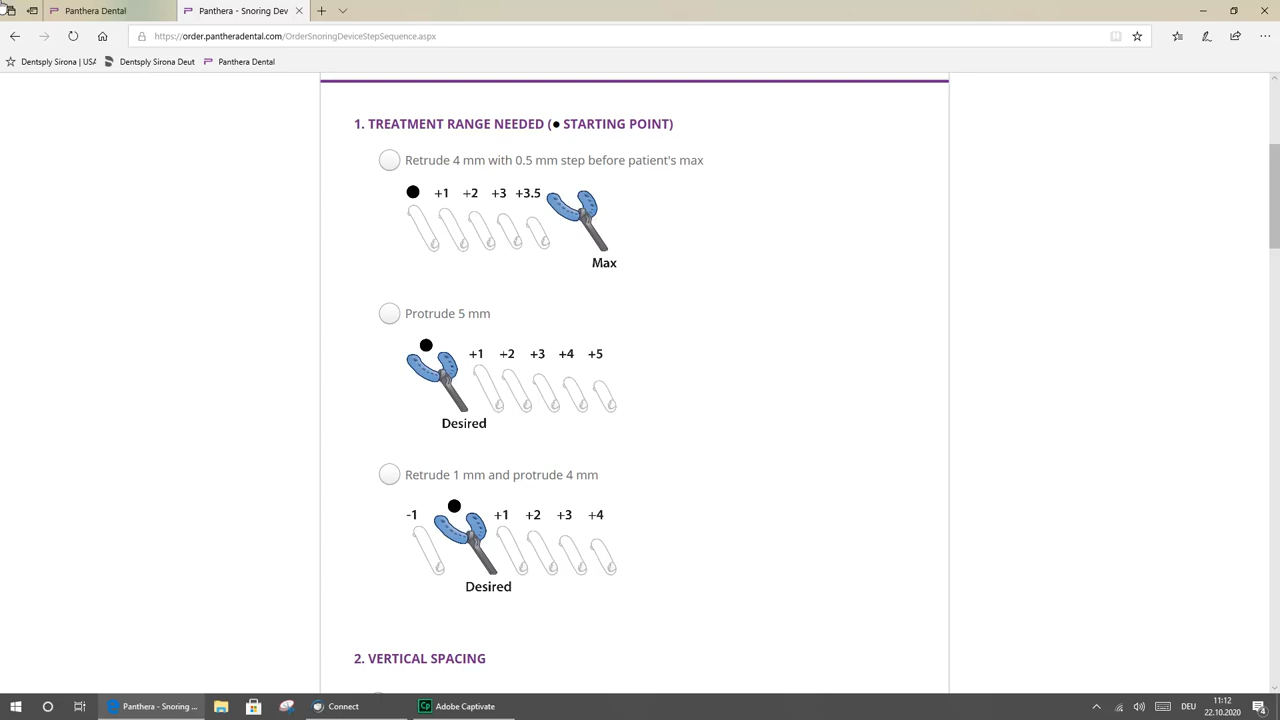 Panthera Dental
Panthera - Snoring Dev
https://order.pantheradental.com/OrderSnoringDeviceStepSequence.aspx
Dentsply Sirona | USA
Dentsply Sirona Deut
Panthera Dental
1. TREATMENT RANGE NEEDED (● STARTING POINT)
Retrude 4 mm with 0.5 mm step before patient's max
+1 +2 +3 +3.5
Max
Protrude 5 mm
+1 +2 +3 +4 +5
Desired
Retrude 1 mm and protrude 4 mm
-1 +1 +2 +3 +4
Desired
2. VERTICAL SPACING
Panthera - Snoring ...
Connect
Cp Adobe Captivate
DEU
11:12
22.10.2020
4